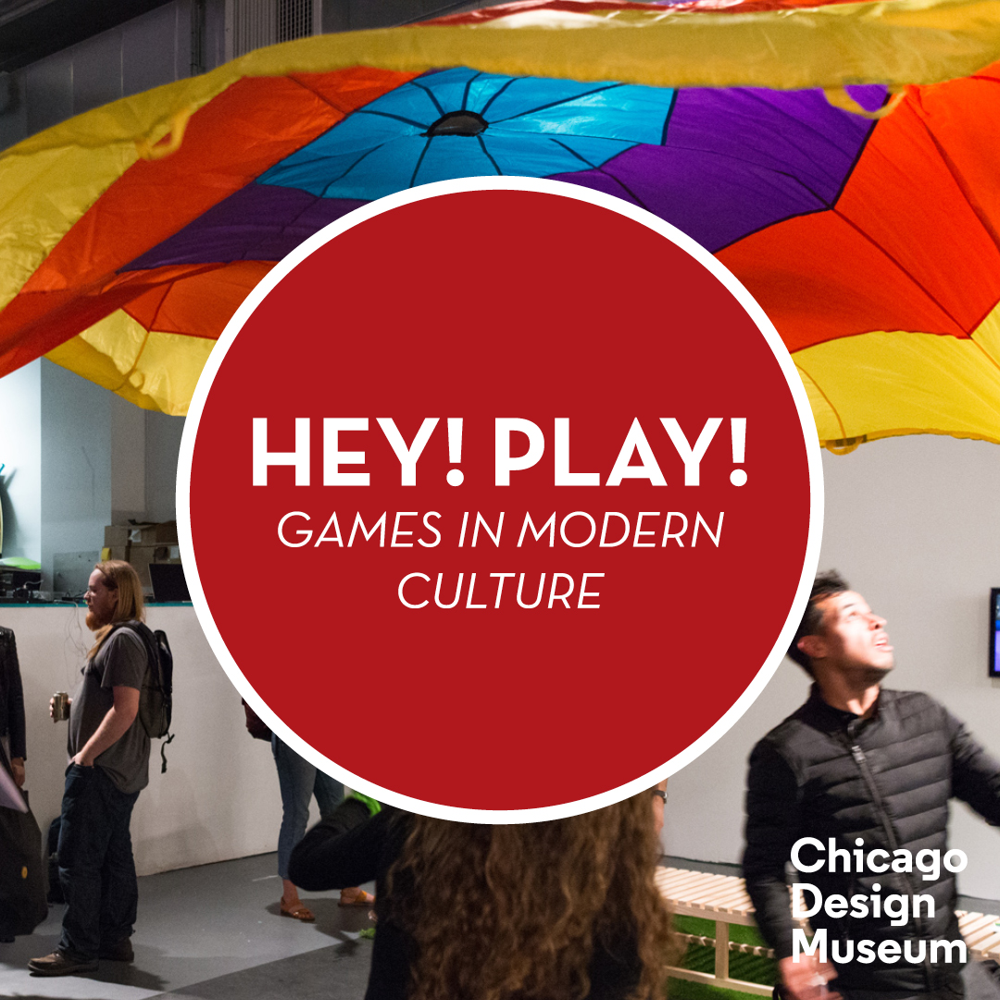 HEY! PLAY!
GAMES IN MODERN
CULTURE
Chicago
Design
Museum